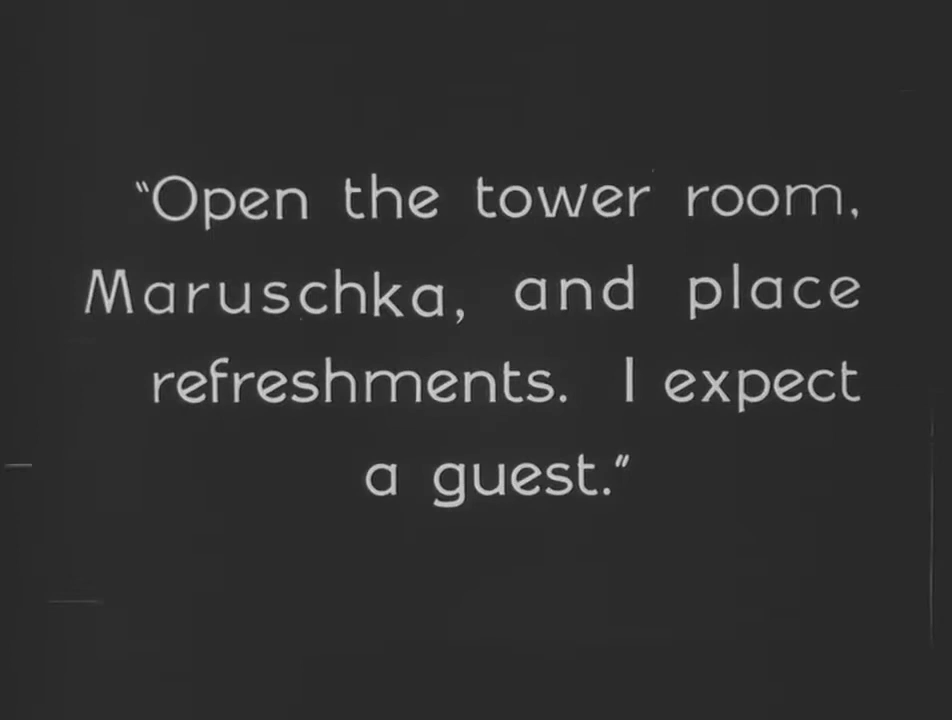 “Open the tower room,
Maruschka, and place
refreshments. I expect
a guest.”